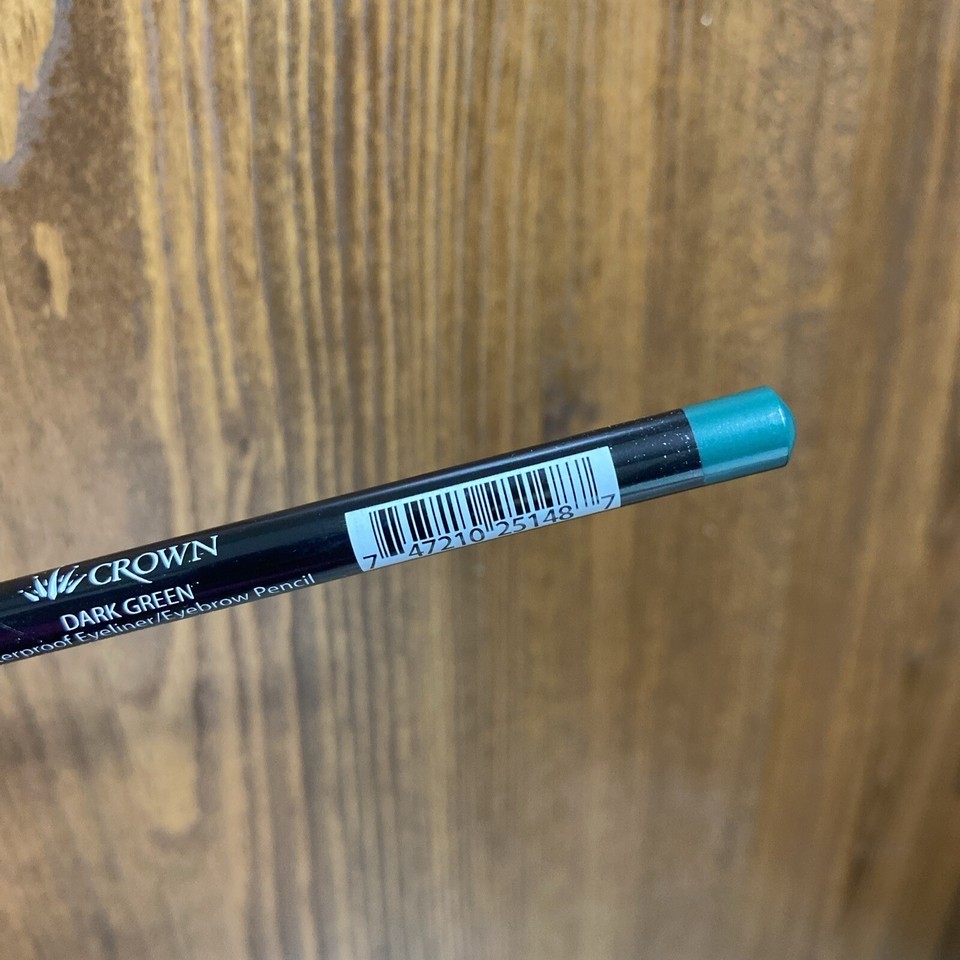 CROWN
DARK GREEN
erproof Eyeliner/Eyebrow Pencil
7 47210 25148 7